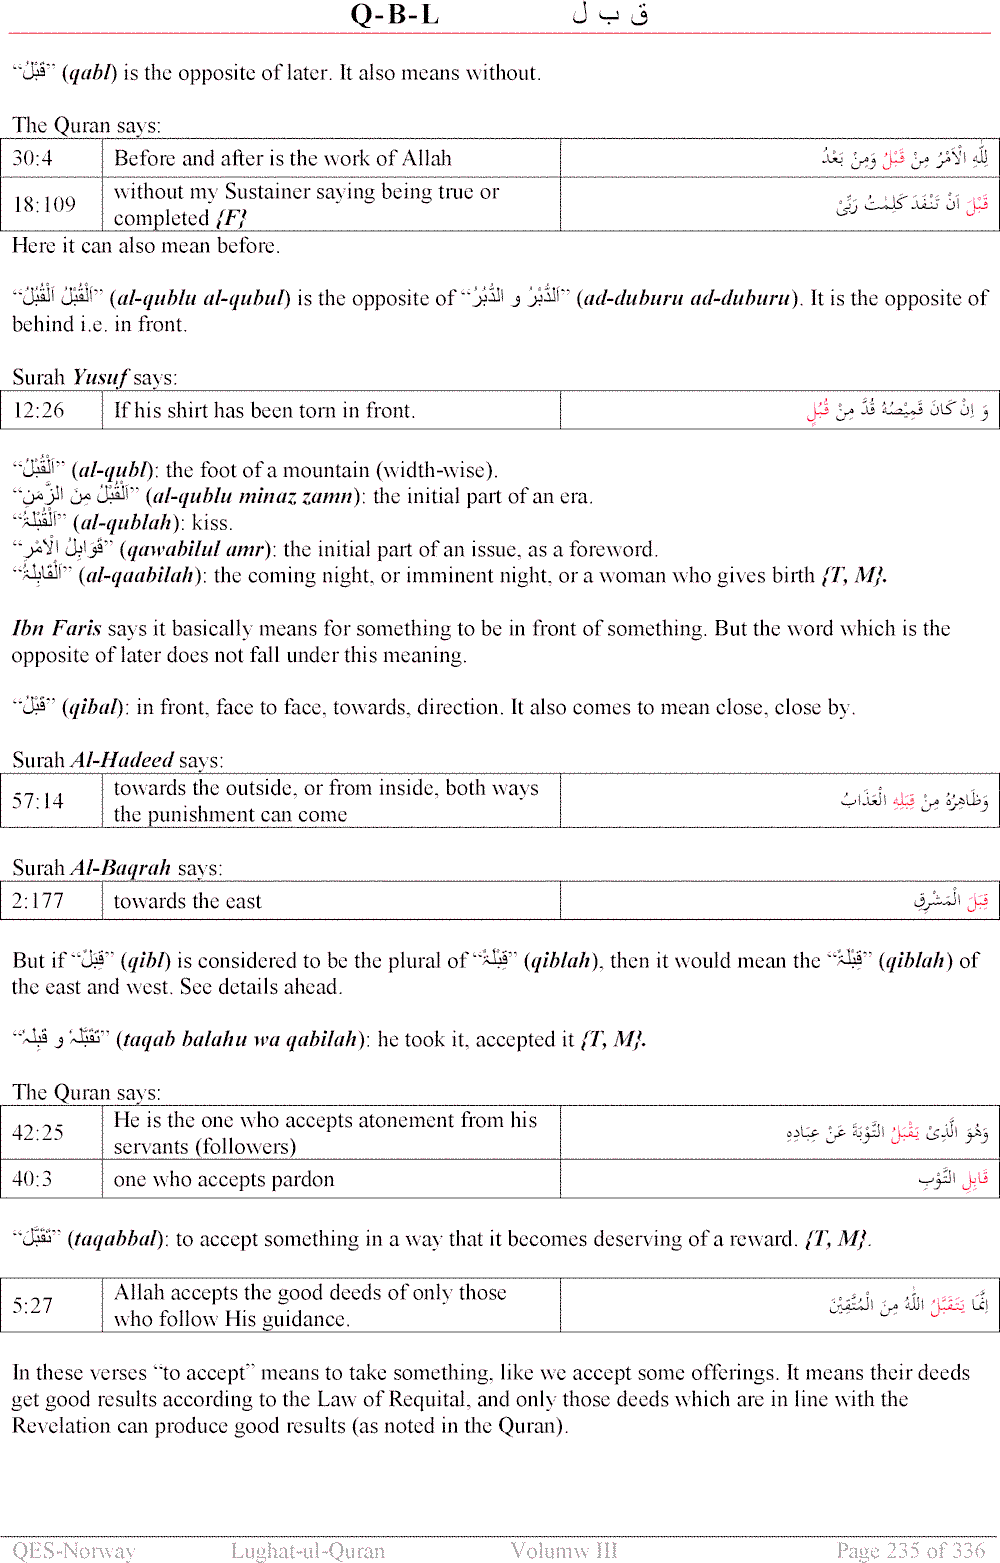 Q-B-L ق ب ل
“قَبْلُ” (qabl) is the opposite of later. It also means without.
The Quran says:
30:4 Before and after is the work of Allah لِلّٰهِ الْاَمْرُ مِنْ قَبْلُ وَمِنْ بَعْدُ
18:109 without my Sustainer saying being true or completed {F} قَبْلَ اَنْ تَنْفَدَ كَلِمٰتُ رَبِّیْ
Here it can also mean before.
“اَلْقُبْلُ اَلْقُبُلُ” (al-qublu al-qubul) is the opposite of “اَلدُّبْرُ و الدُّبُرُ” (ad-duburu ad-duburu). It is the opposite of
behind i.e. in front.
Surah Yusuf says:
12:26 If his shirt has been torn in front. وَ اِنْ كَانَ قَمِيْصُهٗ قُدَّ مِنْ قُبُلٍ
“اَلْقُبْلُ” (al-qubl): the foot of a mountain (width-wise).
“اَلْقُبْلُ مِنَ الزَّمَنِ” (al-qublu minaz zamn): the initial part of an era.
“اَلْقُبْلَۃُ” (al-qublah): kiss.
“قَوَابِلُ الْاَمْرِ” (qawabilul amr): the initial part of an issue, as a foreword.
“اَلْقَابِلَۃُ” (al-qaabilah): the coming night, or imminent night, or a woman who gives birth {T, M}.
Ibn Faris says it basically means for something to be in front of something. But the word which is the
opposite of later does not fall under this meaning.
“قَبْلُ” (qibal): in front, face to face, towards, direction. It also comes to mean close, close by.
Surah Al-Hadeed says:
57:14 towards the outside, or from inside, both ways the punishment can come وَظَاهِرُهٗ مِنْ قِبَلِهِ الْعَذَابُ
Surah Al-Baqrah says:
2:177 towards the east قِبَلَ الْمَشْرِقِ
But if “قِبَلٌ” (qibl) is considered to be the plural of “قِبْلَۃٌ” (qiblah), then it would mean the “قِبْلَۃٌ” (qiblah) of
the east and west. See details ahead.
“تَقَبَّلَہٗ و قَبِلَہٗ” (taqab balahu wa qabilah): he took it, accepted it {T, M}.
The Quran says:
42:25 He is the one who accepts atonement from his servants (followers) وَهُوَ الَّذِیْ يَقْبَلُ التَّوْبَةَ عَنْ عِبَادِهٖ
40:3 one who accepts pardon قَابِلِ التَّوْبِ
“تَقَبَّلَ” (taqabbal): to accept something in a way that it becomes deserving of a reward. {T, M}.
5:27 Allah accepts the good deeds of only those who follow His guidance. اِنَّمَا يَتَقَبَّلُ اللّٰهُ مِنَ الْمُتَّقِيْنَ
In these verses “to accept” means to take something, like we accept some offerings. It means their deeds
get good results according to the Law of Requital, and only those deeds which are in line with the
Revelation can produce good results (as noted in the Quran).
QES-Norway Lughat-ul-Quran Volumw III Page 235 of 336